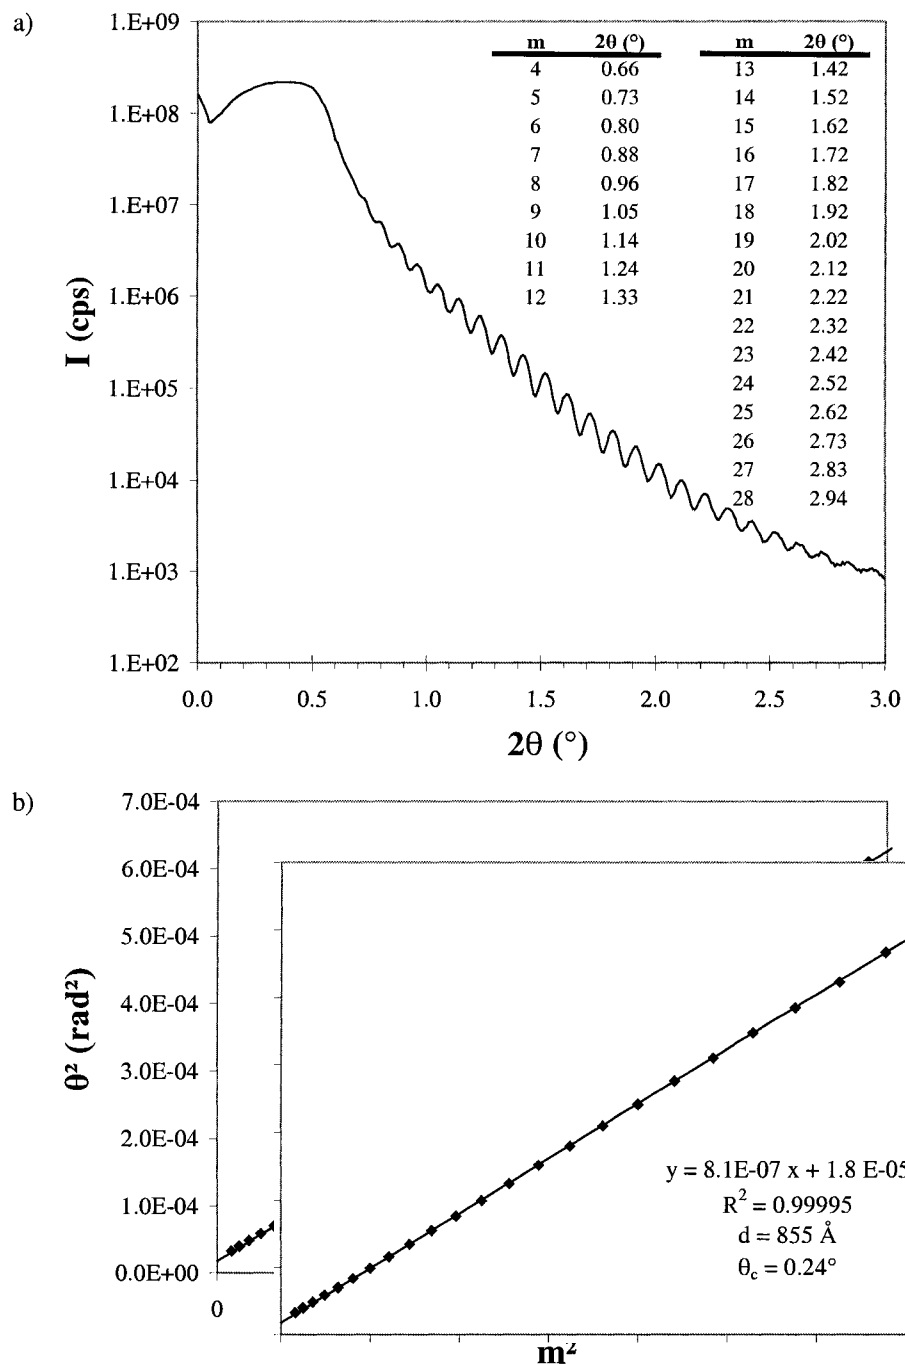 a)
1.E+09
1.E+08
1.E+07
1.E+06
1.E+05
1.E+04
1.E+03
1.E+02
I (cps)
m 2θ (°) m 2θ (°)
4 0.66 13 1.42
5 0.73 14 1.52
6 0.80 15 1.62
7 0.88 16 1.72
8 0.96 17 1.82
9 1.05 18 1.92
10 1.14 19 2.02
11 1.24 20 2.12
12 1.33 21 2.22
22 2.32
23 2.42
24 2.52
25 2.62
26 2.73
27 2.83
28 2.94
0.0 0.5 1.0 1.5 2.0 2.5 3.0
2θ (°)
b)
7.0E-04
6.0E-04
5.0E-04
4.0E-04
3.0E-04
2.0E-04
1.0E-04
0.0E+00
θ² (rad²)
y = 8.1E-07 x + 1.8 E-05
R² = 0.99995
d = 855 Å
θc = 0.24°
0
m²